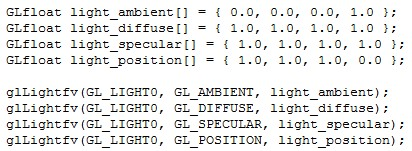 GLfloat light_ambient[] = { 0.0, 0.0, 0.0, 1.0 };
GLfloat light_diffuse[] = { 1.0, 1.0, 1.0, 1.0 };
GLfloat light_specular[] = { 1.0, 1.0, 1.0, 1.0 };
GLfloat light_position[] = { 1.0, 1.0, 1.0, 0.0 };
glLightfv(GL_LIGHT0, GL_AMBIENT, light_ambient);
glLightfv(GL_LIGHT0, GL_DIFFUSE, light_diffuse);
glLightfv(GL_LIGHT0, GL_SPECULAR, light_specular);
glLightfv(GL_LIGHT0, GL_POSITION, light_position);